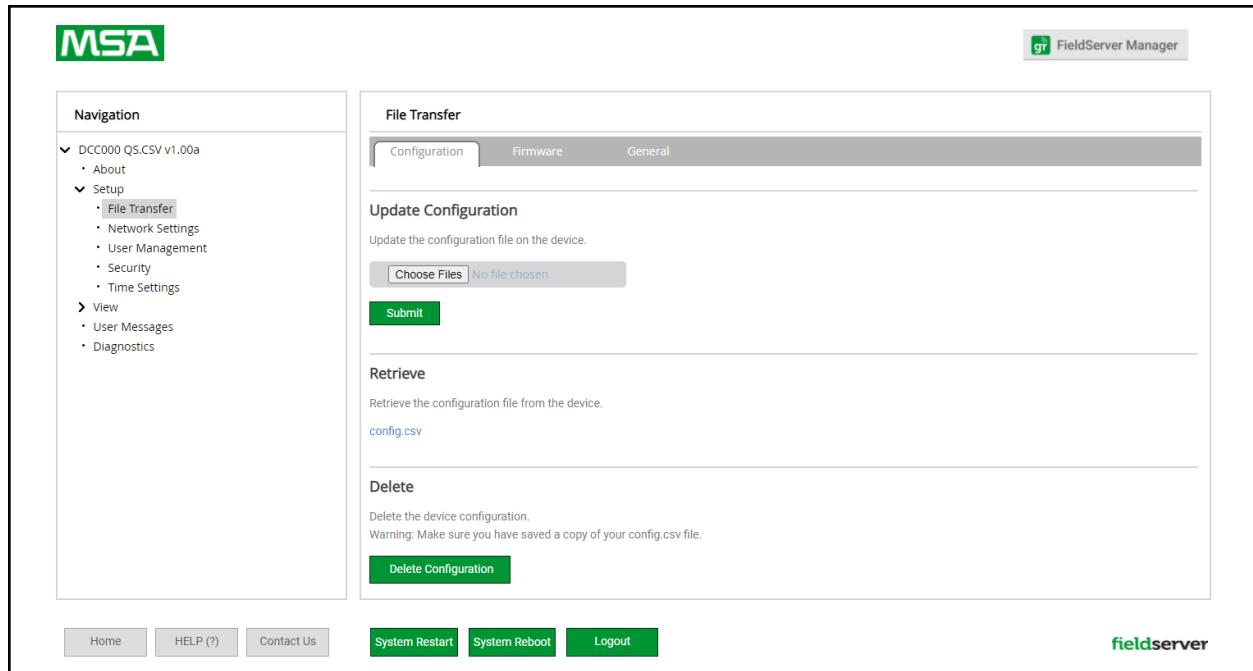 MSA
gr FieldServer Manager
Navigation
DCC000 QS.CSV v1.00a
• About
Setup
• File Transfer
• Network Settings
• User Management
• Security
• Time Settings
View
• User Messages
• Diagnostics
File Transfer
Configuration Firmware General
Update Configuration
Update the configuration file on the device.
Choose Files No file chosen
Submit
Retrieve
Retrieve the configuration file from the device.
config.csv
Delete
Delete the device configuration.
Warning: Make sure you have saved a copy of your config.csv file.
Delete Configuration
Home HELP (?) Contact Us System Restart System Reboot Logout fieldserver